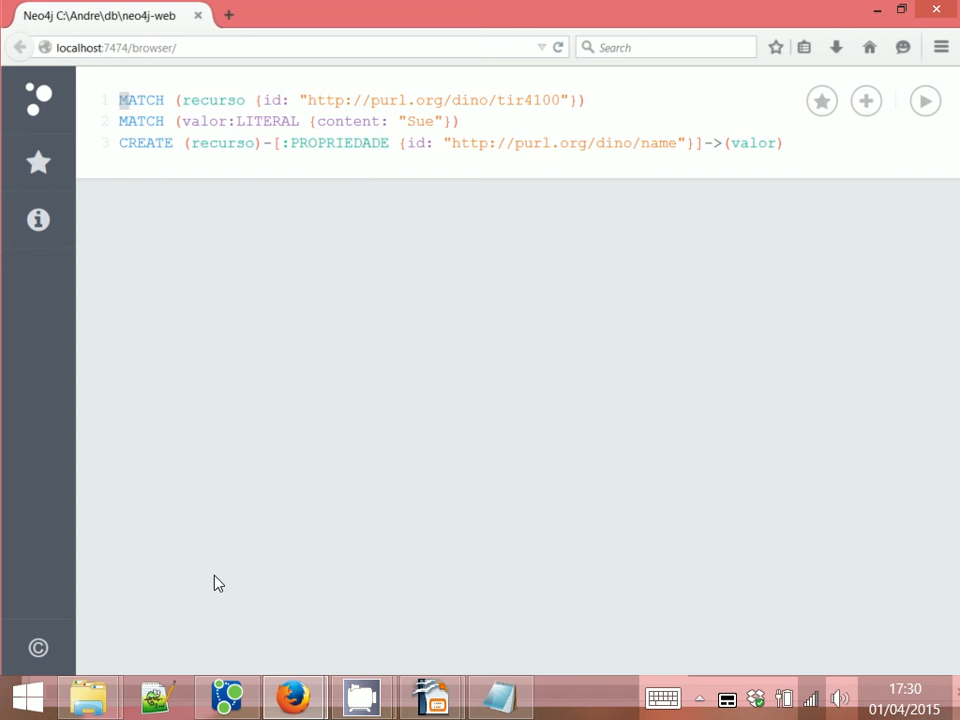 Neo4j C:\Andre\db\neo4j-web
localhost:7474/browser/
Search
1 MATCH (recurso {id: "http://purl.org/dino/tir4100"})
2 MATCH (valor:LITERAL {content: "Sue"})
3 CREATE (recurso)-[:PROPRIEDADE {id: "http://purl.org/dino/name"}]->(valor)
17:30
01/04/2015